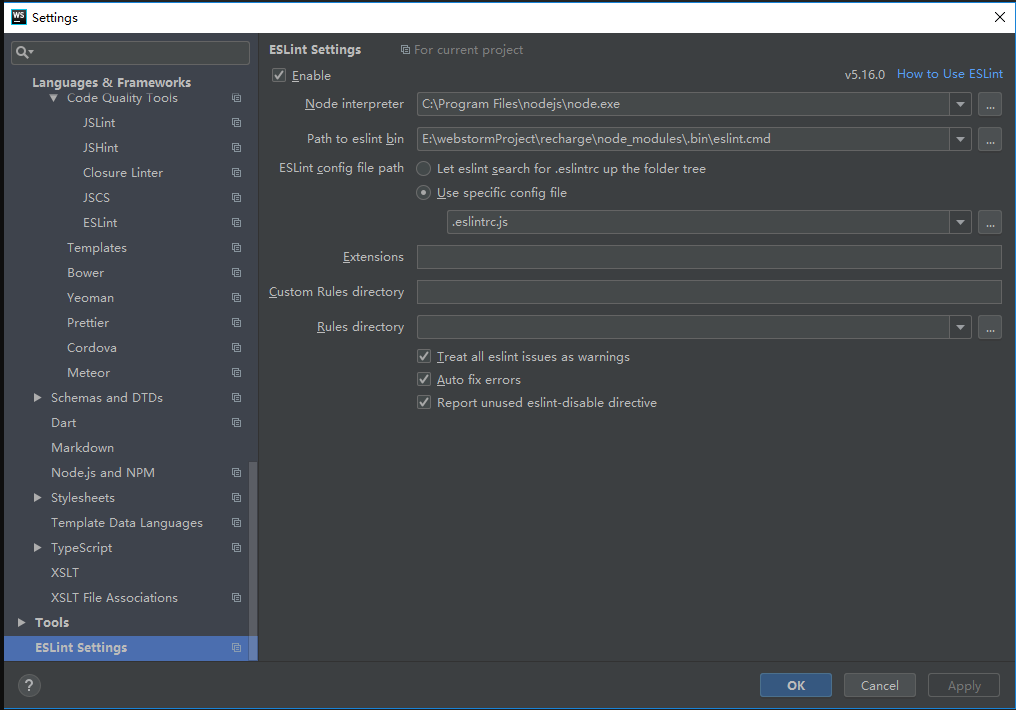 WS Settings
Languages & Frameworks
Code Quality Tools
JSLint
JSHint
Closure Linter
JSCS
ESLint
Templates
Bower
Yeoman
Prettier
Cordova
Meteor
Schemas and DTDs
Dart
Markdown
Node.js and NPM
Stylesheets
Template Data Languages
TypeScript
XSLT
XSLT File Associations
Tools
ESLint Settings
ESLint Settings For current project
Enable v5.16.0 How to Use ESLint
Node interpreter C:\Program Files\nodejs\node.exe ...
Path to eslint bin E:\webstormProject\recharge\node_modules\.bin\eslint.cmd ...
ESLint config file path Let eslint search for .eslintrc up the folder tree
Use specific config file
.eslintrc.js ...
Extensions
Custom Rules directory
Rules directory ...
Treat all eslint issues as warnings
Auto fix errors
Report unused eslint-disable directive
? OK Cancel Apply